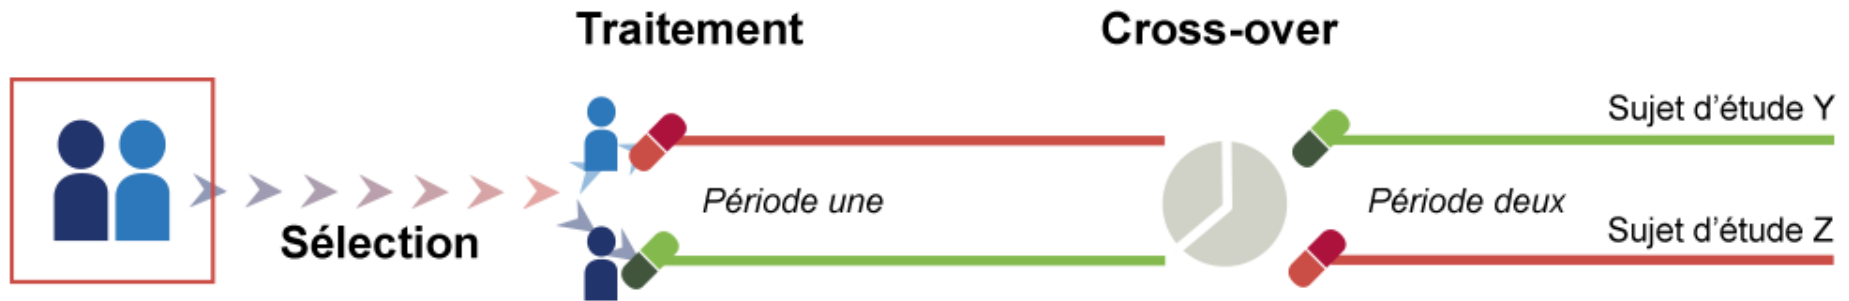 Traitement
Cross-over
Sujet d'étude Y
Période une
Période deux
Sélection
Sujet d'étude Z